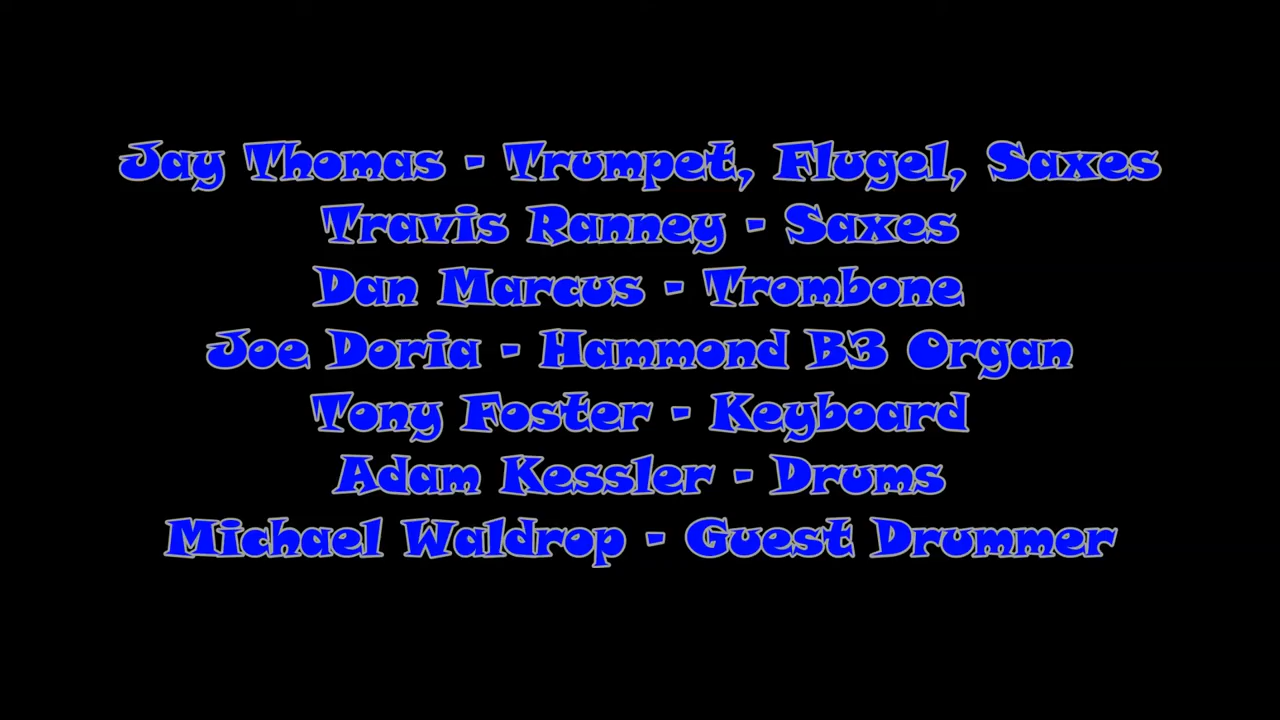 Jay Thomas - Trumpet, Flugel, Saxes
Travis Ranney - Saxes
Dan Marcus - Trombone
Joe Doria - Hammond B3 Organ
Tony Foster - Keyboard
Adam Kessler - Drums
Michael Waldrop - Guest Drummer